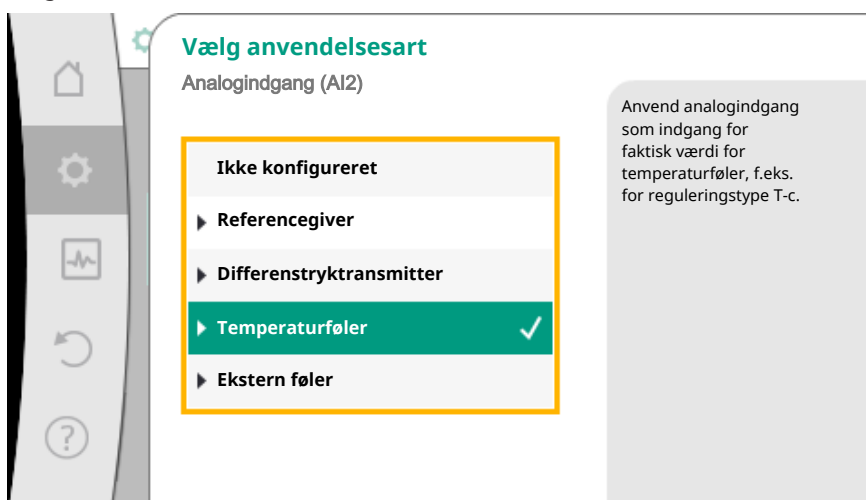 Vælg anvendelsesart
Analogindgang (AI2)
Ikke konfigureret
Referencegiver
Differenstryktransmitter
Temperaturføler
Ekstern føler
Anvend analogindgang
som indgang for
faktisk værdi for
temperaturføler, f.eks.
for reguleringstype T-c.
?